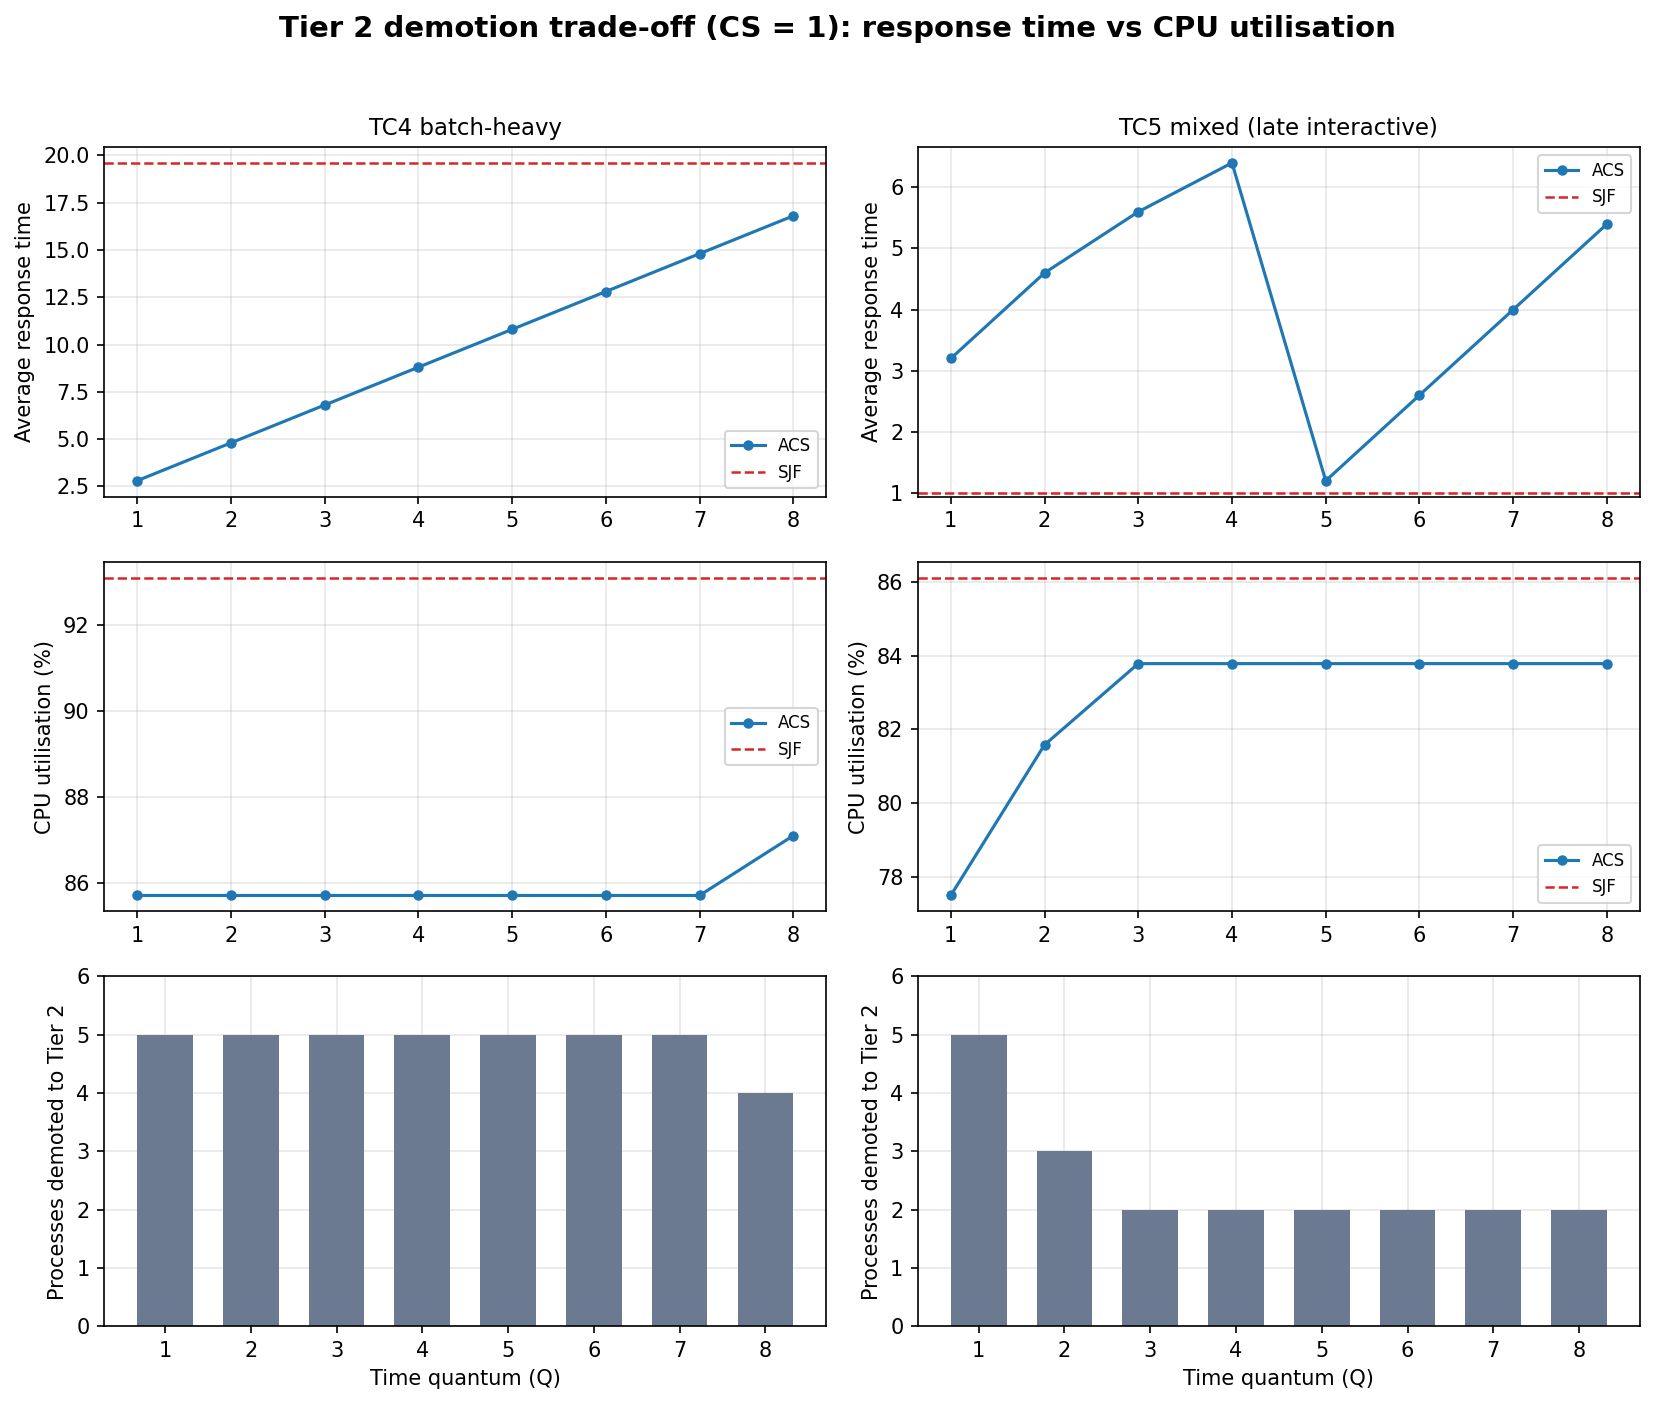 Tier 2 demotion trade-off (CS = 1): response time vs CPU utilisation
TC4 batch-heavy
Average response time
20.0
17.5
15.0
12.5
10.0
7.5
5.0
2.5
ACS
SJF
1 2 3 4 5 6 7 8
TC5 mixed (late interactive)
Average response time
6
5
4
3
2
1
ACS
SJF
1 2 3 4 5 6 7 8
CPU utilisation (%)
92
90
88
86
ACS
SJF
1 2 3 4 5 6 7 8
CPU utilisation (%)
86
84
82
80
78
ACS
SJF
1 2 3 4 5 6 7 8
Processes demoted to Tier 2
6
5
4
3
2
1
0
1 2 3 4 5 6 7 8
Time quantum (Q)
Processes demoted to Tier 2
6
5
4
3
2
1
0
1 2 3 4 5 6 7 8
Time quantum (Q)